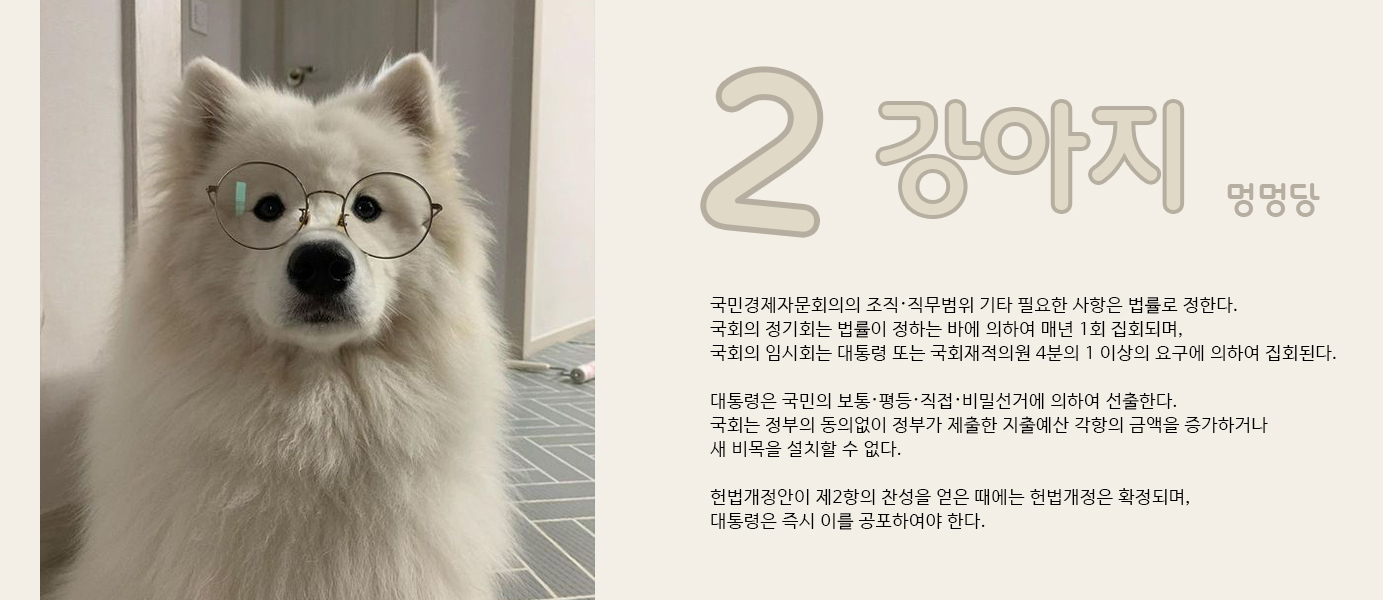 2 강아지 멍멍당
국민경제자문회의의 조직·직무범위 기타 필요한 사항은 법률로 정한다.
국회의 정기회는 법률이 정하는 바에 의하여 매년 1회 집회되며,
국회의 임시회는 대통령 또는 국회재적의원 4분의 1 이상의 요구에 의하여 집회된다.
대통령은 국민의 보통·평등·직접·비밀선거에 의하여 선출한다.
국회는 정부의 동의없이 정부가 제출한 지출예산 각항의 금액을 증가하거나
새 비목을 설치할 수 없다.
헌법개정안이 제2항의 찬성을 얻은 때에는 헌법개정은 확정되며,
대통령은 즉시 이를 공포하여야 한다.